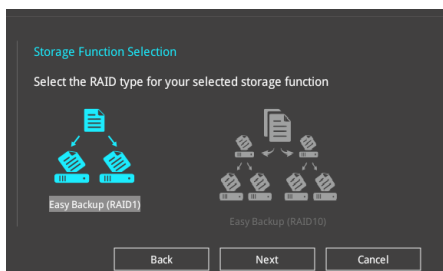 Storage Function Selection
Select the RAID type for your selected storage function
Easy Backup (RAID1)
Easy Backup (RAID10)
Back
Next
Cancel